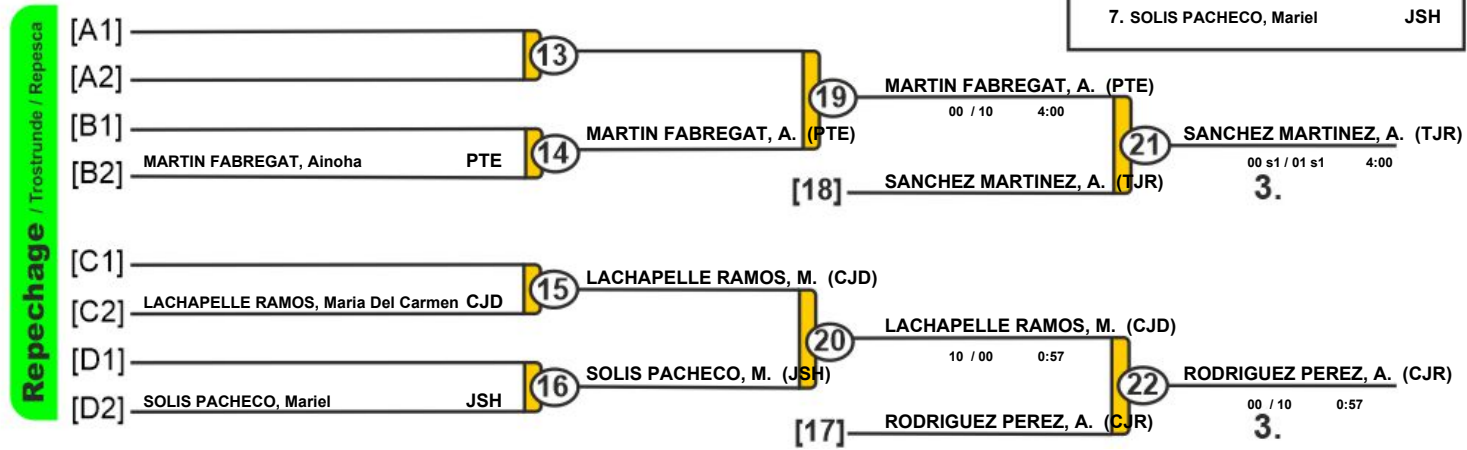 7. SOLIS PACHECO, Mariel JSH
Repechage / Trostrunde / Repesca
[A1]
13
[A2]
MARTIN FABREGAT, A. (PTE)
19
00 / 10 4:00
[B1]
MARTIN FABREGAT, A. (PTE)
SANCHEZ MARTINEZ, A. (TJR)
14
21
MARTIN FABREGAT, Ainoha PTE
00 s1 / 01 s1 4:00
[B2]
[18]
SANCHEZ MARTINEZ, A. (TJR)
3.
[C1]
LACHAPELLE RAMOS, M. (CJD)
15
LACHAPELLE RAMOS, Maria Del Carmen CJD
[C2]
LACHAPELLE RAMOS, M. (CJD)
20
10 / 00 0:57
[D1]
SOLIS PACHECO, M. (JSH)
RODRIGUEZ PEREZ, A. (CJR)
16
22
SOLIS PACHECO, Mariel JSH
00 / 10 0:57
[D2]
[17]
RODRIGUEZ PEREZ, A. (CJR)
3.